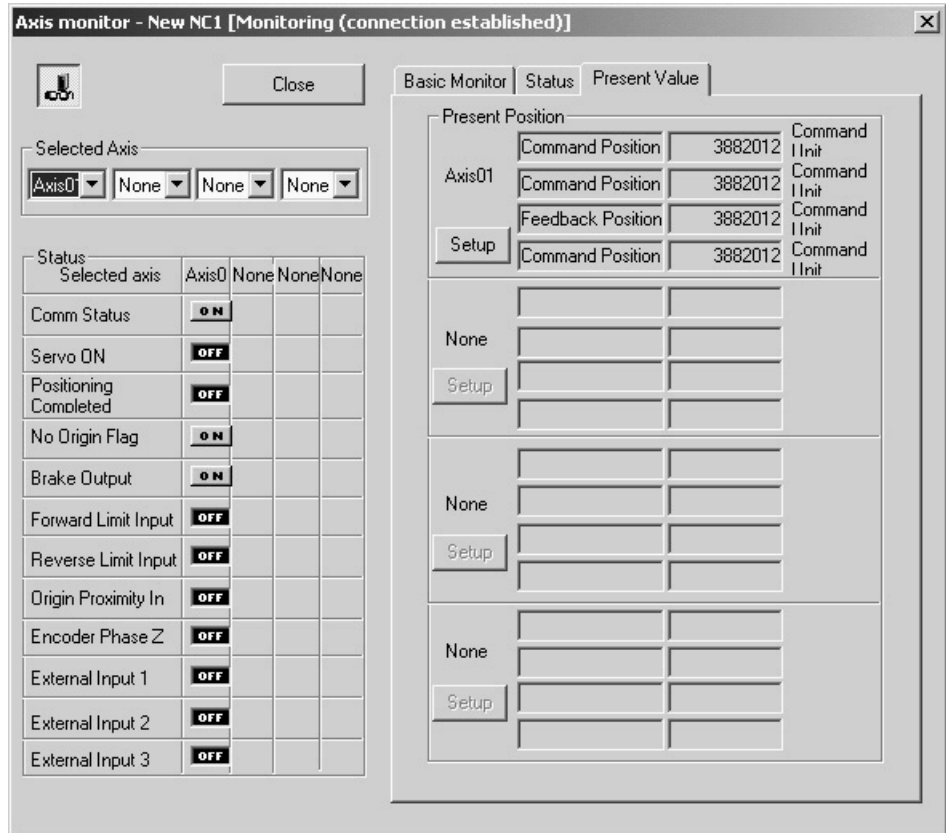 Axis monitor - New NC1 [Monitoring (connection established)]
Close
Selected Axis
Axis01 None None None
Status
Selected axis Axis0 None None None
Comm Status ON
Servo ON OFF
Positioning
Completed OFF
No Origin Flag ON
Brake Output ON
Forward Limit Input OFF
Reverse Limit Input OFF
Origin Proximity In OFF
Encoder Phase Z OFF
External Input 1 OFF
External Input 2 OFF
External Input 3 OFF
Basic Monitor Status Present Value
Present Position
Axis01
Setup
Command Position 3882012 Command
Unit
Command Position 3882012 Command
Unit
Feedback Position 3882012 Command
Unit
Command Position 3882012 Command
Unit
None
Setup
None
Setup
None
Setup